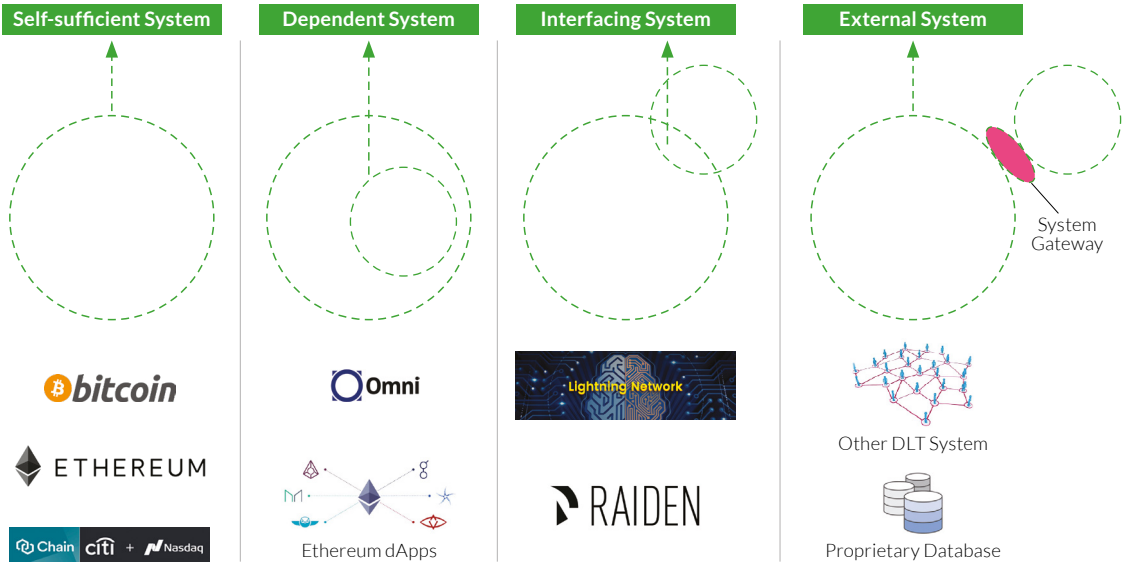 Self-sufficient System
Dependent System
Interfacing System
External System
System
Gateway
bitcoin
ETHEREUM
Chain
citi + Nasdaq
Omni
Ethereum dApps
Lightning Network
RAIDEN
Other DLT System
Proprietary Database